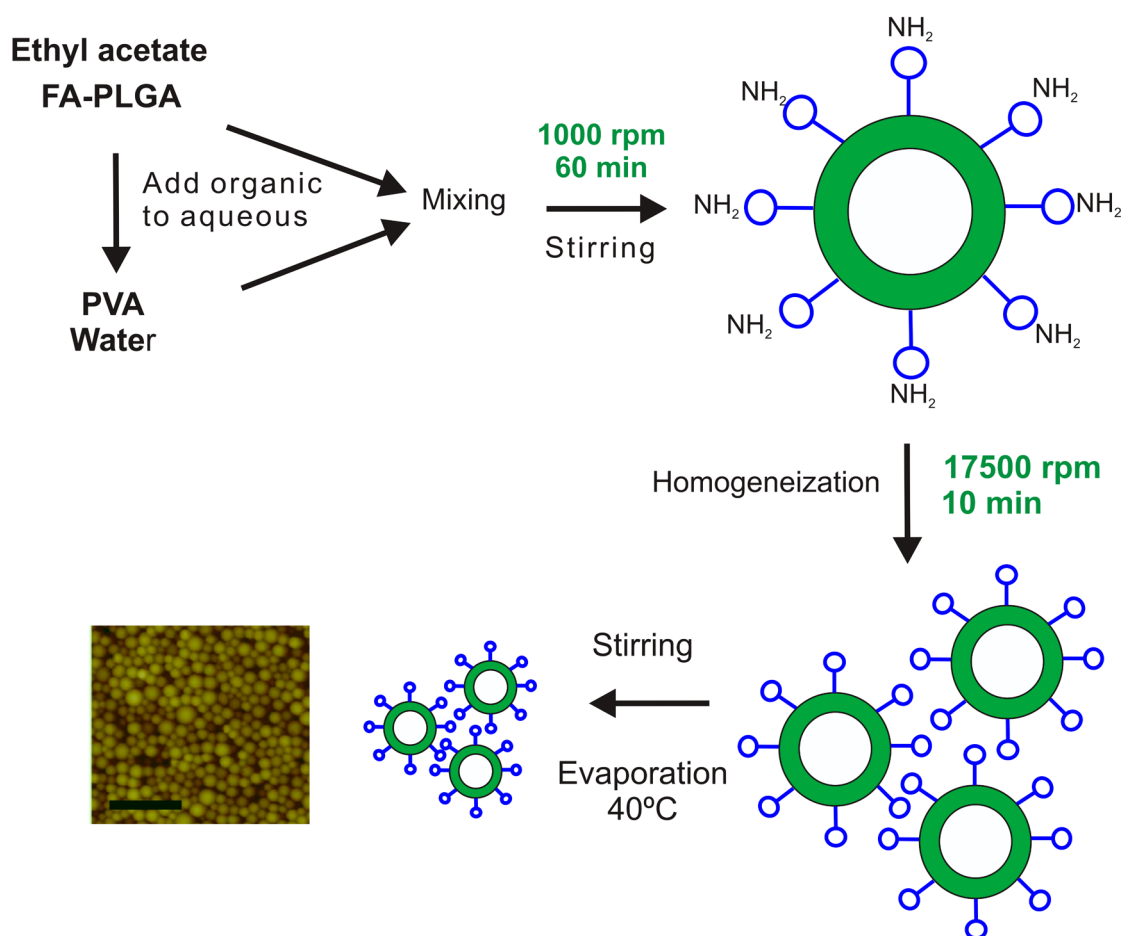 Ethyl acetate
FA-PLGA
Add organic
to aqueous
PVA
Water
Mixing
1000 rpm
60 min
Stirring
NH₂
NH₂
NH₂
NH₂
NH₂
NH₂
NH₂
NH₂
Homogeneization
17500 rpm
10 min
Stirring
Evaporation
40ºC